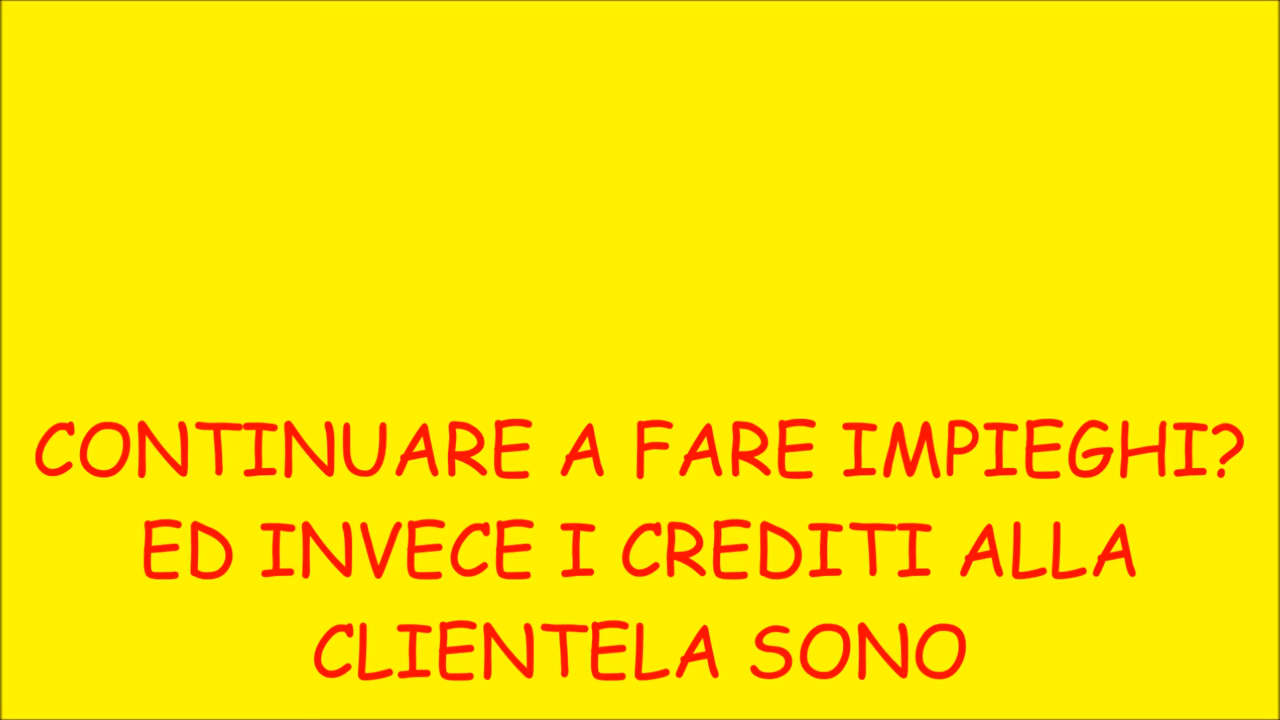 CONTINUARE A FARE IMPIEGHI?
ED INVECE I CREDITI ALLA
CLIENTELA SONO